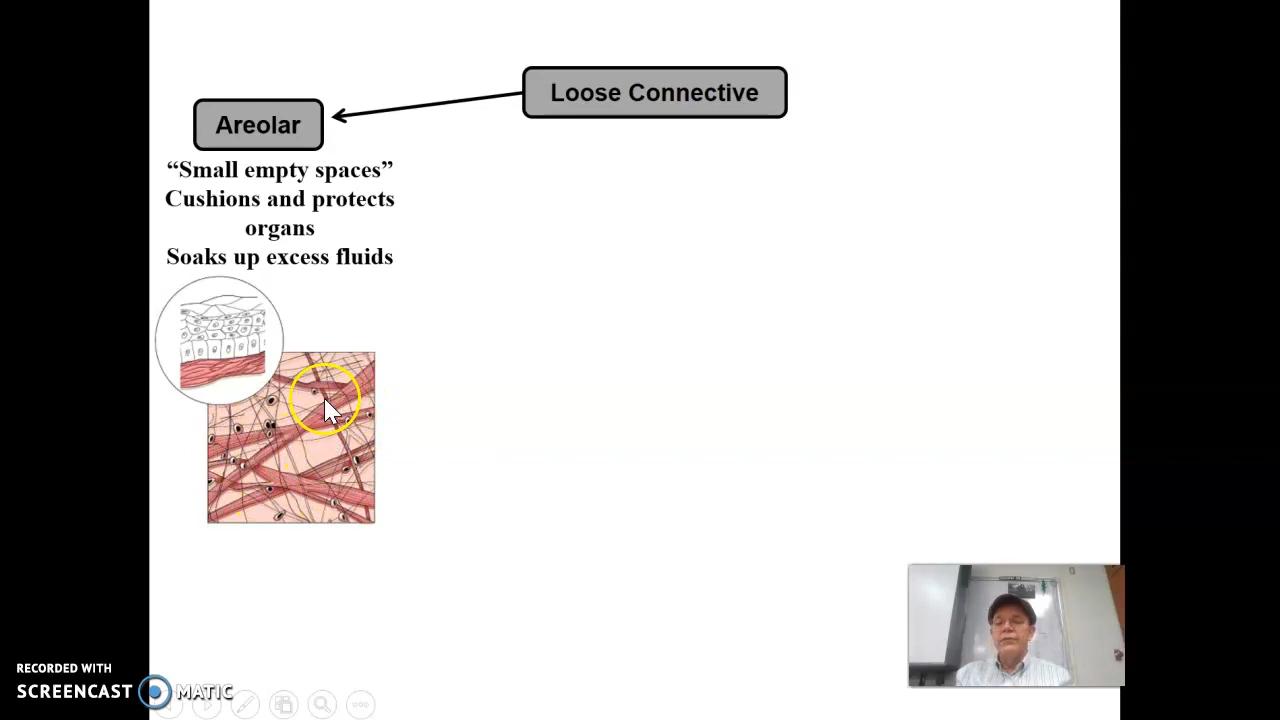 Loose Connective
Areolar
“Small empty spaces”
Cushions and protects
organs
Soaks up excess fluids
RECORDED WITH
SCREENCAST MATIC